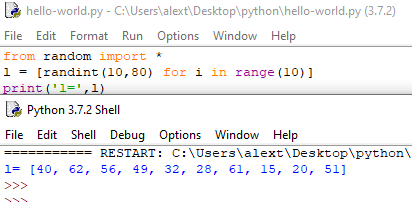 hello-world.py - C:\Users\alext\Desktop\python\hello-world.py (3.7.2)
File Edit Format Run Options Window Help
from random import *
l = [randint(10,80) for i in range(10)]
print('l=',l)
Python 3.7.2 Shell
File Edit Shell Debug Options Window Help
=========== RESTART: C:\Users\alext\Desktop\python\
l= [40, 62, 56, 49, 32, 28, 61, 15, 20, 51]
>>>
>>>